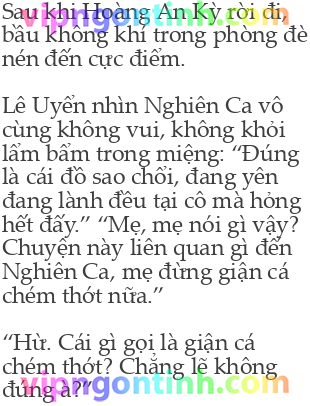 Sau khi Hoàng An Kỳ rời đi,
vipngontinh.com
bầu không khí trong phòng đè
nén đến cực điểm.
Lê Uyển nhìn Nghiên Ca vô
cùng không vui, không khỏi
lẩm bẩm trong miệng: “Đúng
là cái đồ sao chổi, đang yên
đang lành đều tại cô mà hỏng
hết đấy.” “Mẹ, mẹ nói gì vậy?
Chuyện này liên quan gì đến
Nghiên Ca, mẹ đừng giận cá
chém thớt nữa.”
“Hừ. Cái gì gọi là giận cá
chém thớt? Chẳng lẽ không
đúng à?”
vipngontinh.com